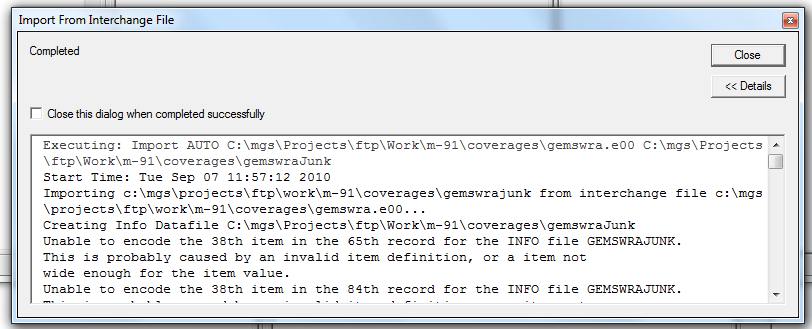 Import From Interchange File
Completed
Close
<< Details
Close this dialog when completed successfully
Executing: Import AUTO C:\mgs\Projects\ftp\Work\m-91\coverages\gemswra.e00 C:\mgs\Projects
\ftp\Work\m-91\coverages\gemswraJunk
Start Time: Tue Sep 07 11:57:12 2010
Importing c:\mgs\projects\ftp\work\m-91\coverages\gemswrajunk from interchange file c:\mgs
\projects\ftp\work\m-91\coverages\gemswra.e00...
Creating Info Datafile C:\mgs\Projects\ftp\Work\m-91\coverages\gemswraJunk
Unable to encode the 38th item in the 65th record for the INFO file GEMSWRAJUNK.
This is probably caused by an invalid item definition, or a item not
wide enough for the item value.
Unable to encode the 38th item in the 84th record for the INFO file GEMSWRAJUNK.